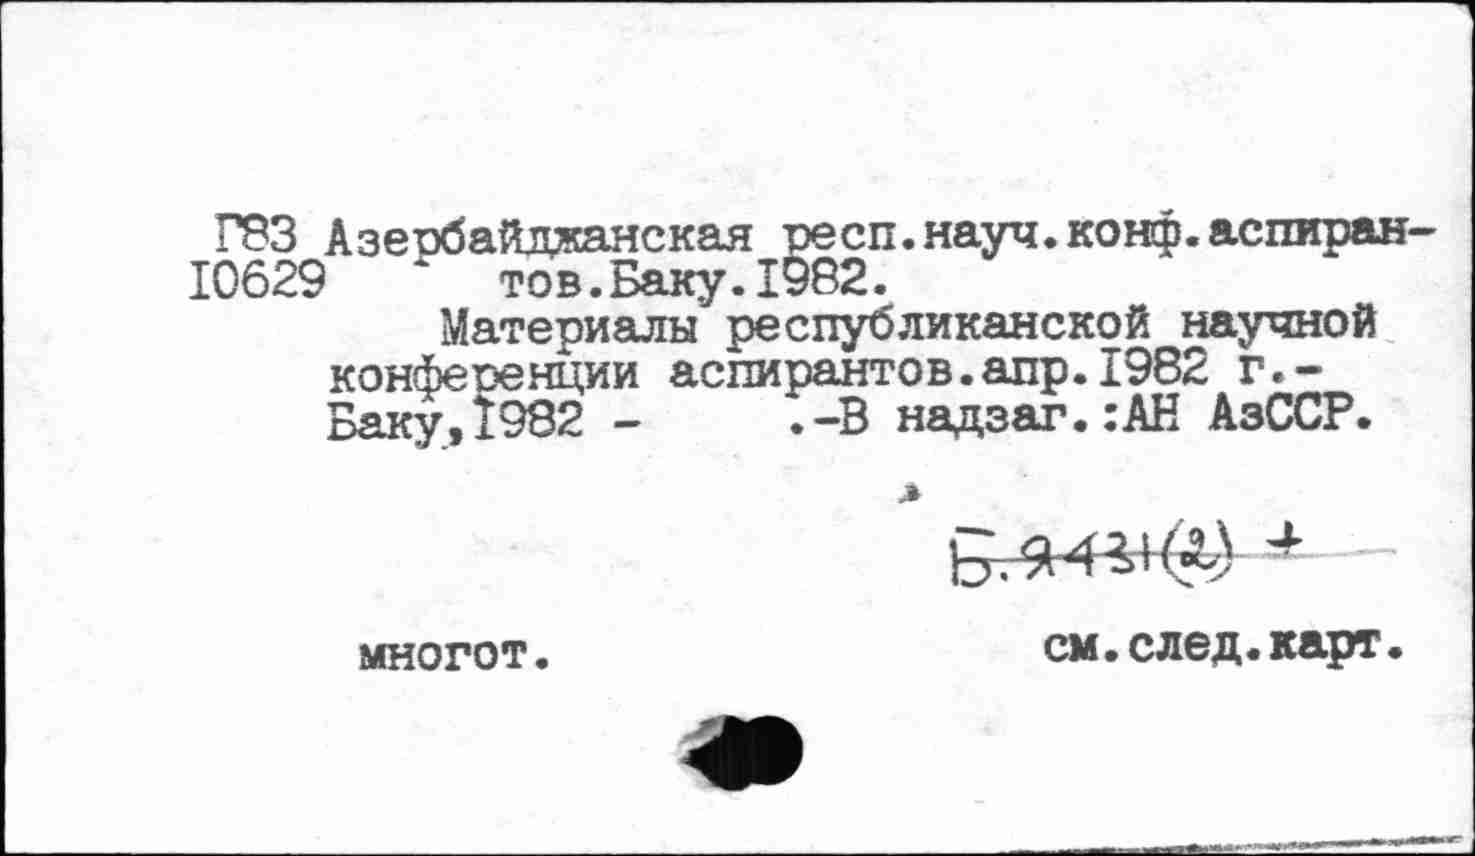 Г83 Азербайджанская респ.науч.конф.аспиран-
I0629 тов.Баку.I982.
Материалы республиканской научной
конференции аспирантов.апр.I982 г.-
Баку,I982 - .-В надзаг.:АН АзССР.
Б.Я431(2) +
многот. см.след.карт.